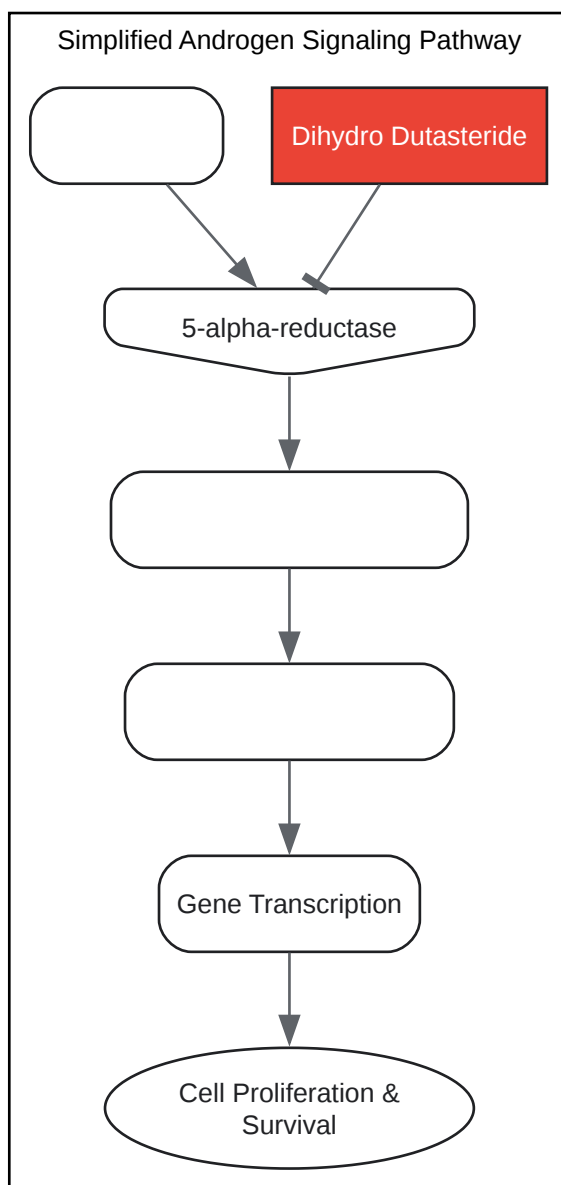 Simplified Androgen Signaling Pathway
Dihydro Dutasteride
5-alpha-reductase
Gene Transcription
Cell Proliferation &
Survival